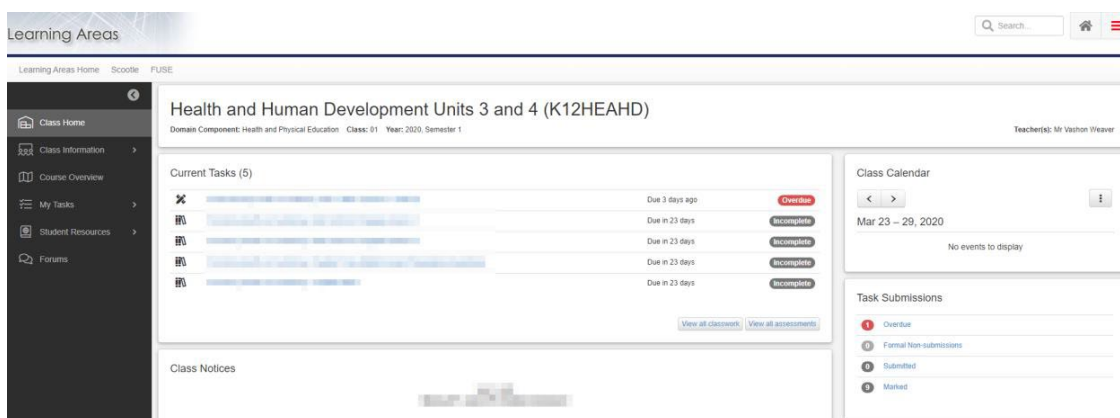 Learning Areas
Search...
Learning Areas Home Scootle FUSE
Class Home
Class Information
Course Overview
My Tasks
Student Resources
Forums
Health and Human Development Units 3 and 4 (K12HEAHD)
Domain Component: Health and Physical Education Class: 01 Year: 2020, Semester 1
Teacher(s): Mr Vashon Weaver
Current Tasks (5)
Due 3 days ago Overdue
Due in 23 days Incomplete
Due in 23 days Incomplete
Due in 23 days Incomplete
Due in 23 days Incomplete
View all classwork View all assessments
Class Notices
Class Calendar
Mar 23 – 29, 2020
No events to display
Task Submissions
1 Overdue
0 Formal Non-submissions
Submitted
9 Marked